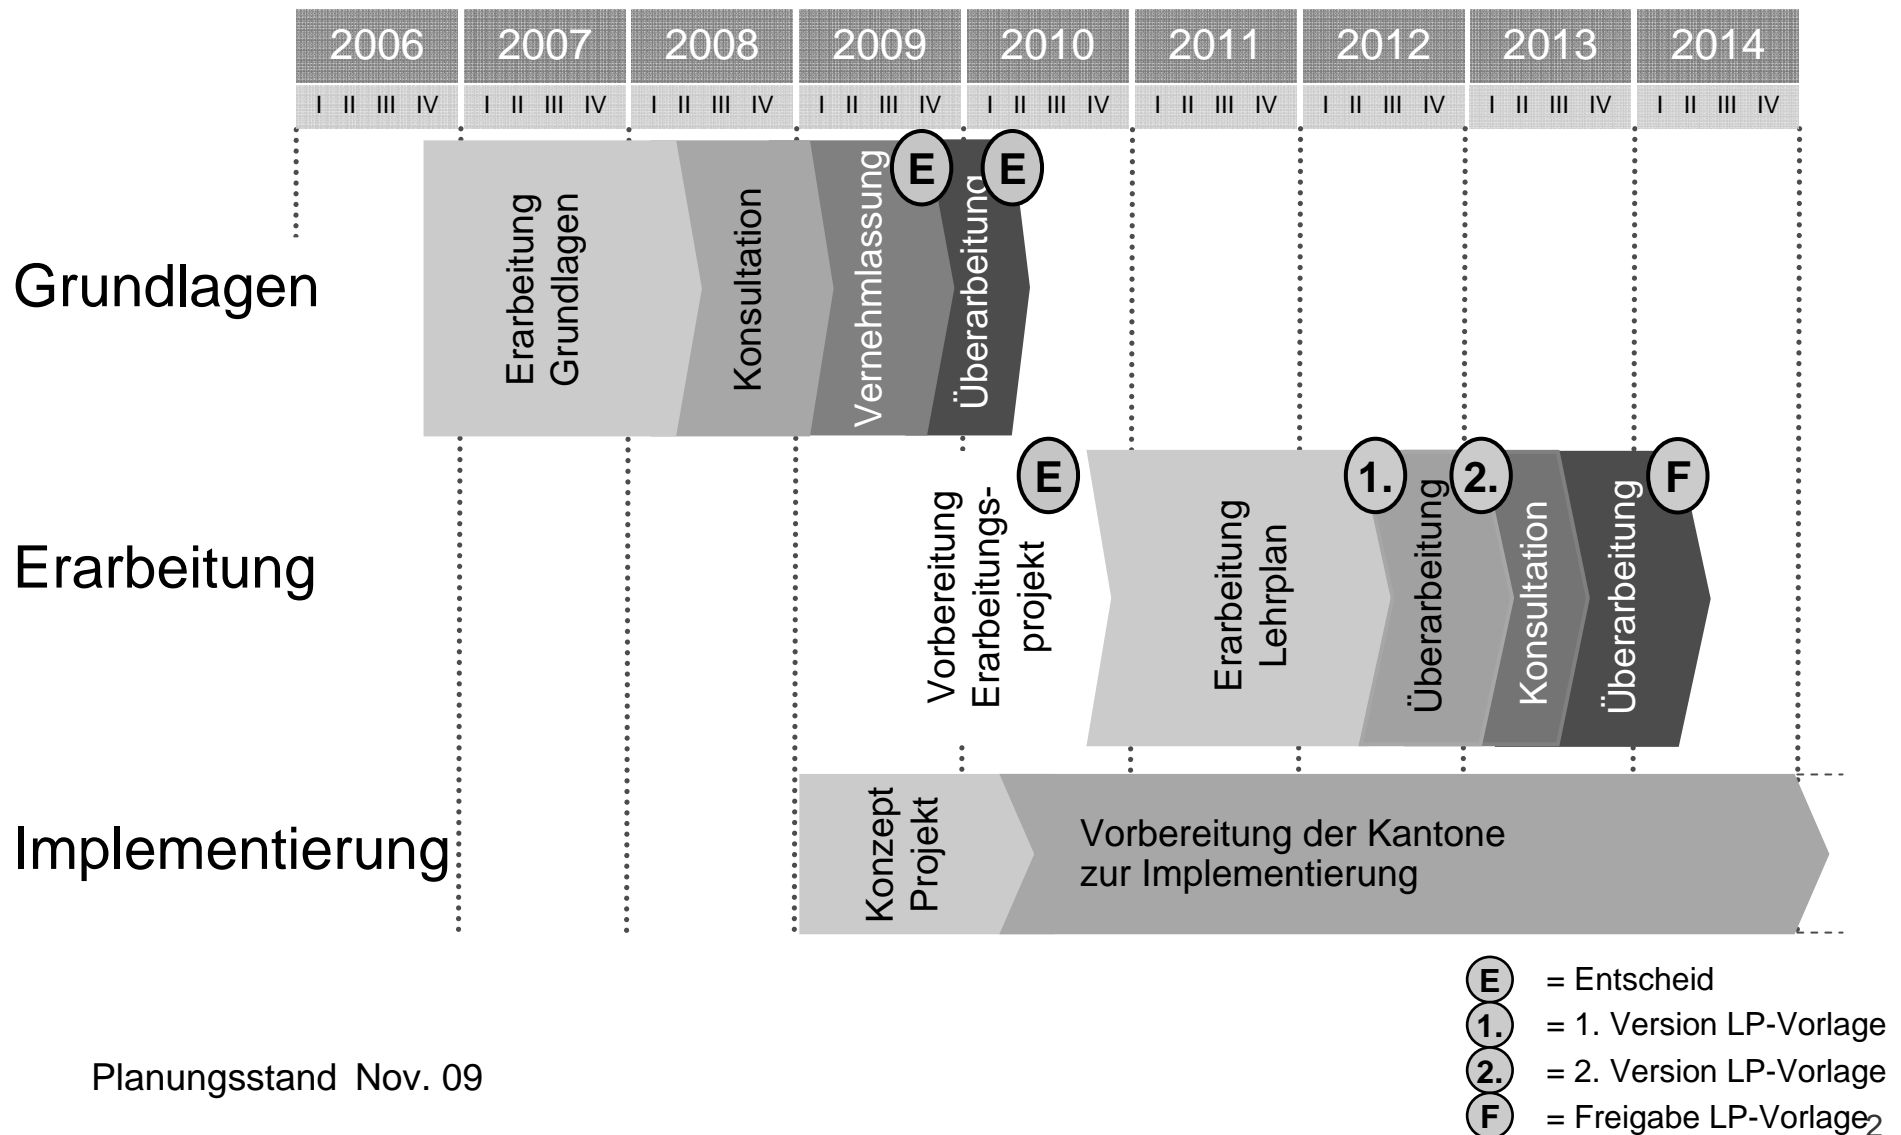 2006 2007 2008 2009 2010 2011 2012 2013 2014
I II III IV I II III IV I II III IV I II III IV I II III IV I II III IV I II III IV I II III IV I II III IV
Grundlagen
Erarbeitung
Grundlagen
Konsultation
Vernehmlassung
E
Überarbeitung
E
Erarbeitung
Vorbereitung
Erarbeitungs-
projekt
E
Erarbeitung
Lehrplan
1.
Überarbeitung
2.
Konsultation
Überarbeitung
F
Implementierung
Konzept
Projekt
Vorbereitung der Kantone
zur Implementierung
E = Entscheid
1. = 1. Version LP-Vorlage
2. = 2. Version LP-Vorlage
F = Freigabe LP-Vorlage
Planungsstand Nov. 09
2